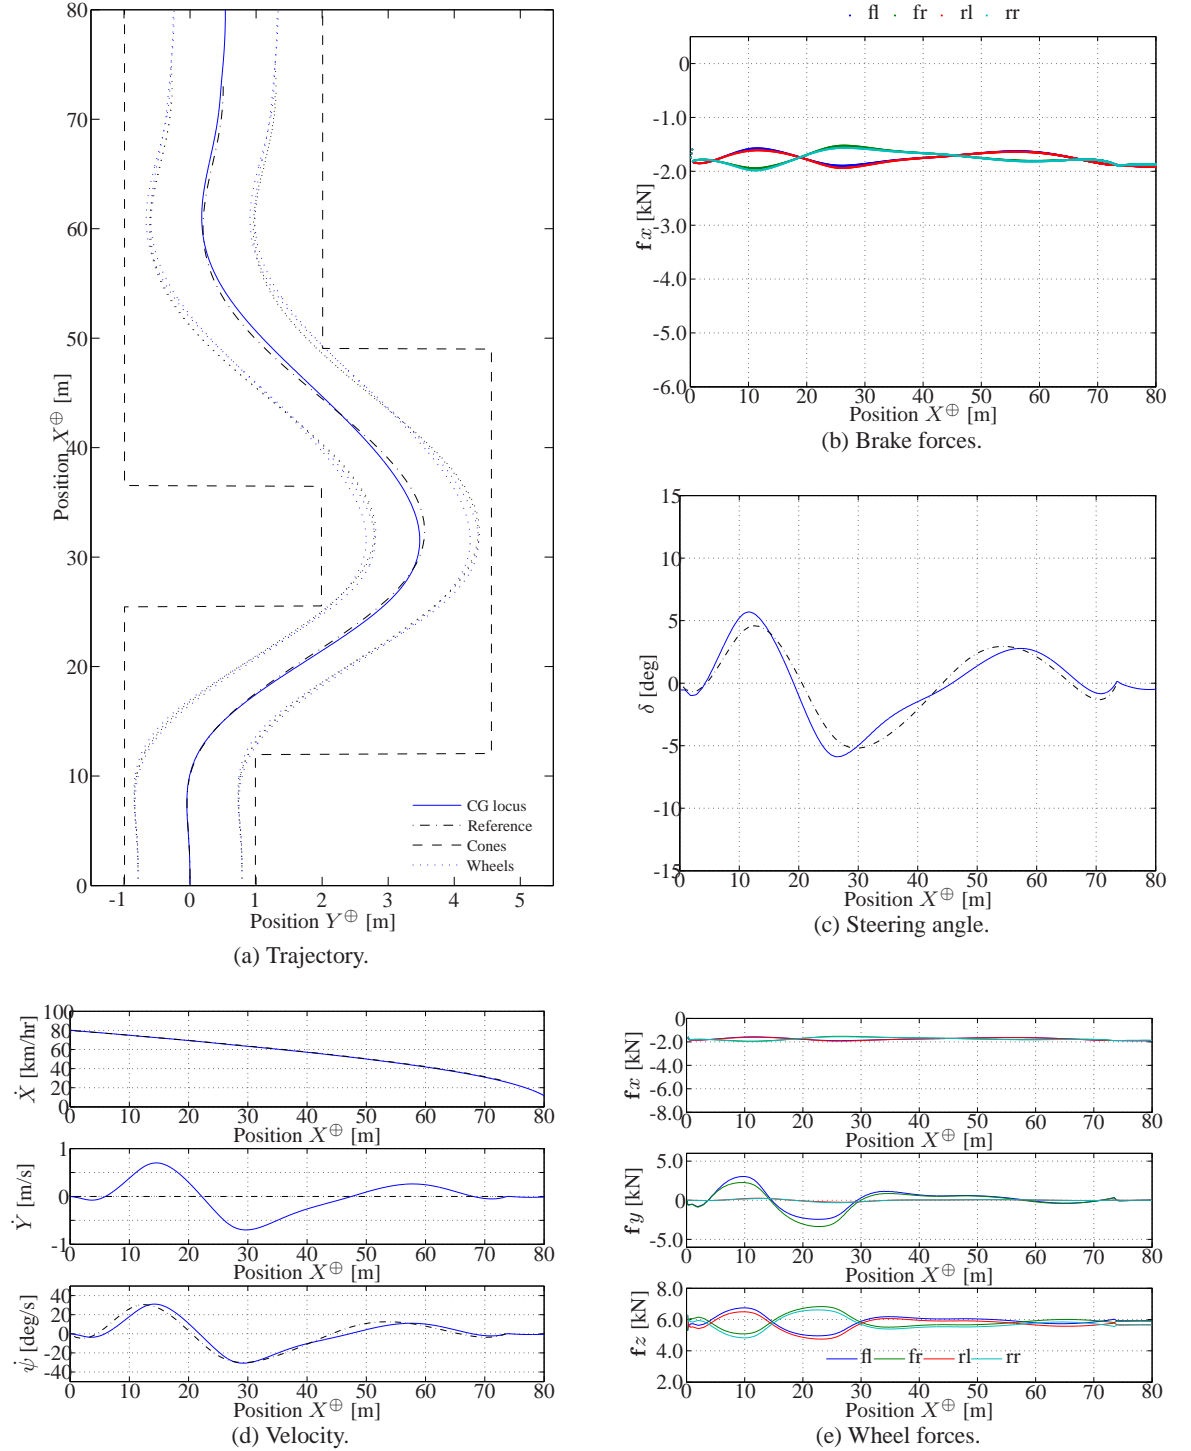 80
70
60
50
40
30
20
10
0
Position X⊕ [m]
-1 0 1 2 3 4 5
Position Y⊕ [m]
CG locus
Reference
Cones
Wheels
(a) Trajectory.
fl fr rl rr
0
-1.0
-2.0
-3.0
-4.0
-5.0
-6.0
fx [kN]
0 10 20 30 40 50 60 70 80
Position X⊕ [m]
(b) Brake forces.
15
10
5
0
-5
-10
-15
δ [deg]
0 10 20 30 40 50 60 70 80
Position X⊕ [m]
(c) Steering angle.
100
80
60
40
20
0
Ẋ [km/hr]
0 10 20 30 40 50 60 70 80
Position X⊕ [m]
1
0
-1
Ẏ [m/s]
0 10 20 30 40 50 60 70 80
Position X⊕ [m]
40
20
0
-20
-40
ψ̇ [deg/s]
0 10 20 30 40 50 60 70 80
Position X⊕ [m]
(d) Velocity.
0
-2.0
-4.0
-6.0
-8.0
fx [kN]
0 10 20 30 40 50 60 70 80
Position X⊕ [m]
5.0
0
-5.0
fy [kN]
0 10 20 30 40 50 60 70 80
Position X⊕ [m]
8.0
6.0
4.0
2.0
fz [kN]
fl fr rl rr
0 10 20 30 40 50 60 70 80
Position X⊕ [m]
(e) Wheel forces.